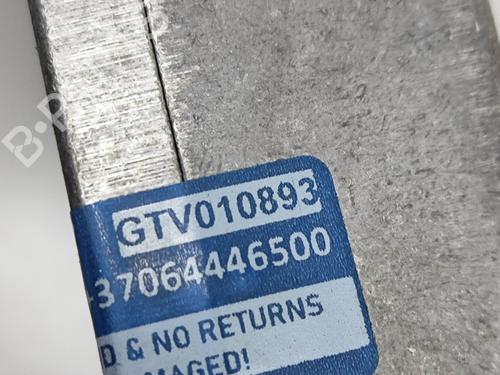 GTV010893
+37064446500
D & NO RETURNS
MAGED!